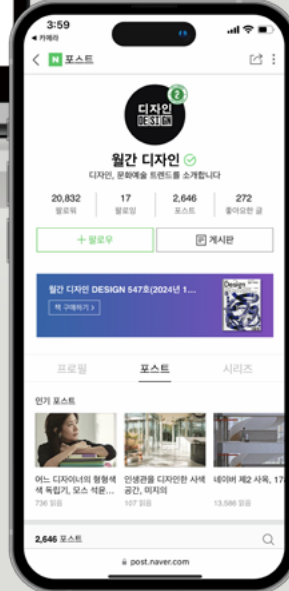 3:59
◀ 카메라
N 포스트
디자인
DESIGN
월간 디자인
디자인, 문화예술 트렌드를 소개합니다
20,832 17 2,646 272
팔로워 팔로잉 포스트 좋아요한 글
+ 팔로우 게시판
월간 디자인 DESIGN 547호(2024년 1...
책 구매하기 >
Design
프로필 포스트 시리즈
인기 포스트
어느 디자이너의 형형색 인생관을 디자인한 사색 네이버 제2 사옥, 17
색 독립기, 모스 석윤... 공간, 미지의
736 읽음 107 읽음 13,586 읽음
2,646 포스트
post.naver.com